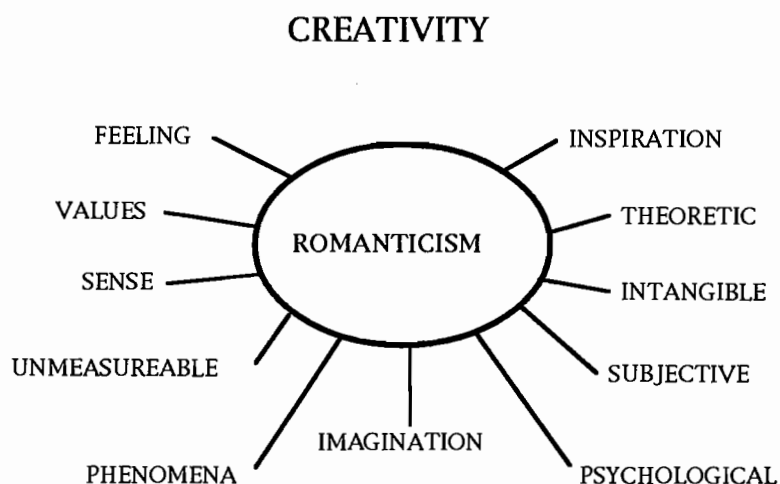 CREATIVITY
FEELING
INSPIRATION
VALUES
THEORETIC
ROMANTICISM
SENSE
INTANGIBLE
UNMEASUREABLE
SUBJECTIVE
IMAGINATION
PHENOMENA
PSYCHOLOGICAL